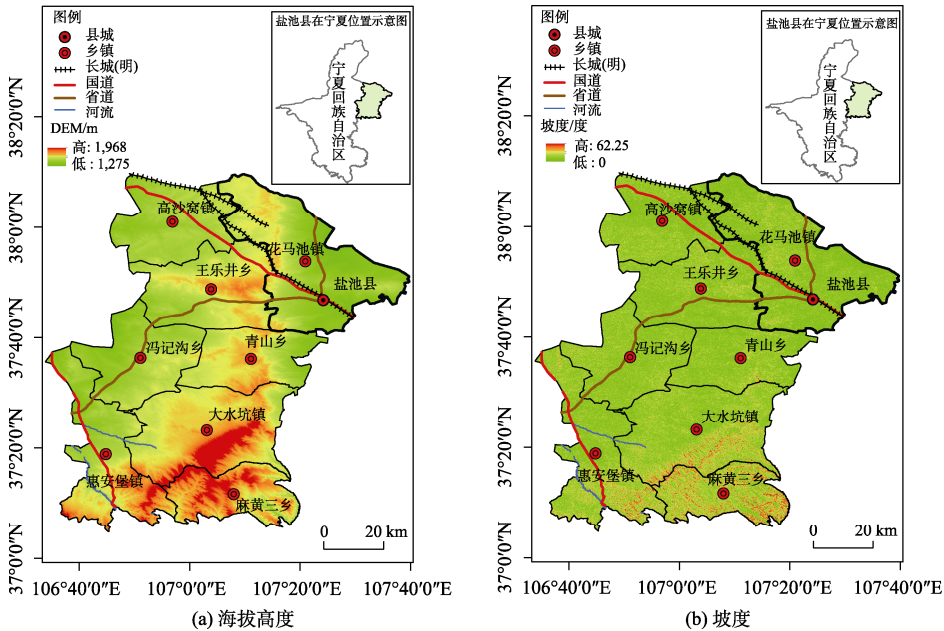 图例
县城
乡镇
长城(明)
国道
省道
河流
DEM/m
高: 1,968
低 : 1,275
盐池县在宁夏位置示意图
宁夏回族自治区
高沙窝镇
花马池镇
王乐井乡
盐池县
冯记沟乡
青山乡
大水坑镇
惠安堡镇
麻黄三乡
0 20 km
38°20′0″N
38°0′0″N
37°40′0″N
37°20′0″N
37°0′0″N
106°40′0″E
107°0′0″E
107°20′0″E
107°40′0″E
(a) 海拔高度
图例
县城
乡镇
长城(明)
国道
省道
河流
坡度/度
高: 62.25
低 : 0
盐池县在宁夏位置示意图
宁夏回族自治区
高沙窝镇
花马池镇
王乐井乡
盐池县
冯记沟乡
青山乡
大水坑镇
惠安堡镇
麻黄三乡
0 20 km
38°20′0″N
38°0′0″N
37°40′0″N
37°20′0″N
37°0′0″N
106°40′0″E
107°0′0″E
107°20′0″E
107°40′0″E
(b) 坡度